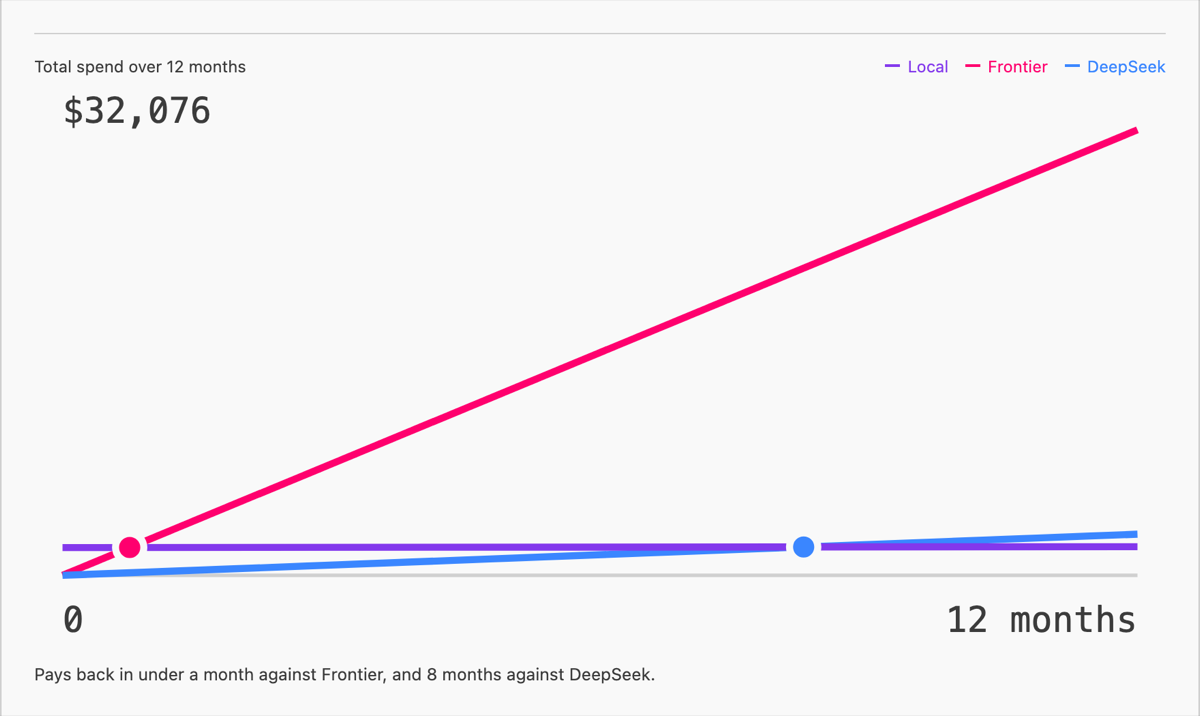 Total spend over 12 months
Local Frontier DeepSeek
$32,076
0
12 months
Pays back in under a month against Frontier, and 8 months against DeepSeek.